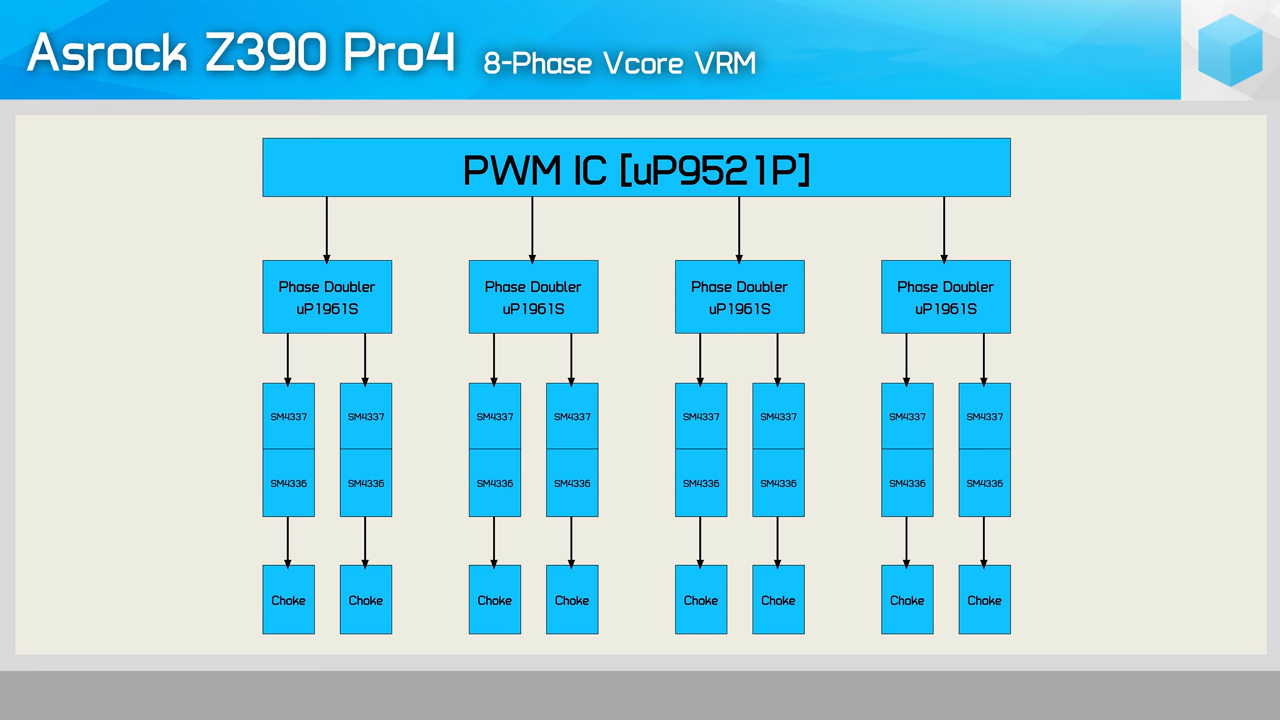 Asrock Z390 Pro4 8-Phase Vcore VRM
PWM IC [uP9521P]
Phase Doubler Phase Doubler Phase Doubler Phase Doubler
uP1961S uP1961S uP1961S uP1961S
SM4337 SM4337 SM4337 SM4337 SM4337 SM4337 SM4337 SM4337
SM4336 SM4336 SM4336 SM4336 SM4336 SM4336 SM4336 SM4336
Choke Choke Choke Choke Choke Choke Choke Choke